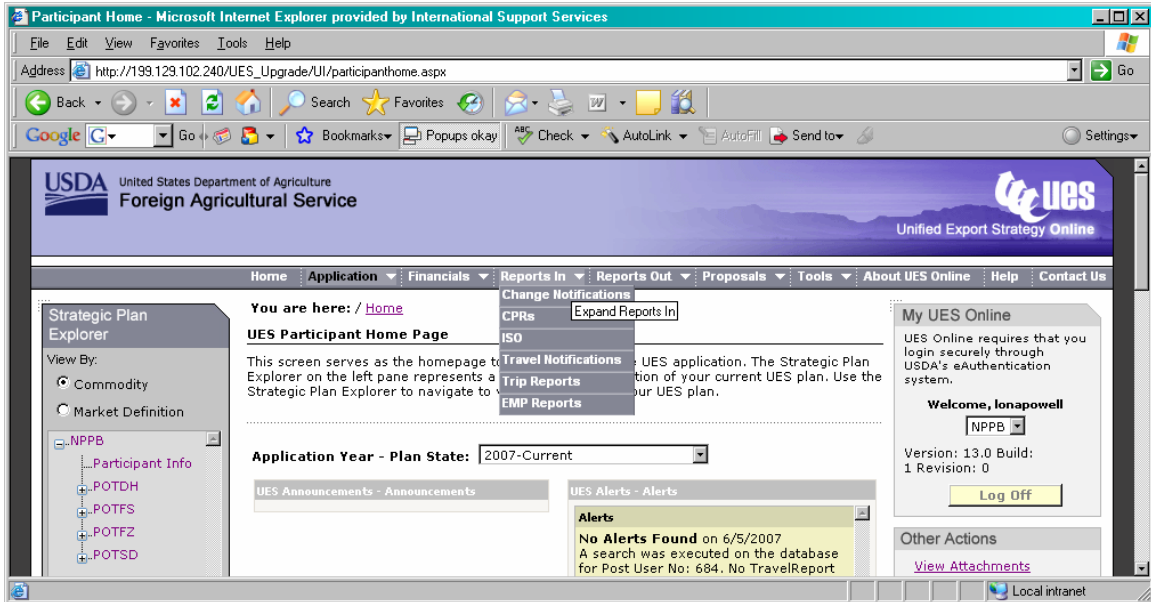 Participant Home - Microsoft Internet Explorer provided by International Support Services
File Edit View Favorites Tools Help
Address http://199.129.102.240/UES_Upgrade/UI/participanthome.aspx Go
Back Search Favorites
Google G Go Bookmarks Popups okay ABC Check AutoLink AutoFill Send to Settings
USDA United States Department of Agriculture
Foreign Agricultural Service
ues
Unified Export Strategy Online
Home Application Financials Reports In Reports Out Proposals Tools About UES Online Help Contact Us
Change Notifications
Expand Reports In
CPRs
ISO
Travel Notifications
Trip Reports
EMP Reports
Strategic Plan
Explorer
View By:
Commodity
Market Definition
NPPB
Participant Info
POTDH
POTFS
POTFZ
POTSD
You are here: / Home
UES Participant Home Page
This screen serves as the homepage t UES application. The Strategic Plan
Explorer on the left pane represents a tion of your current UES plan. Use the
Strategic Plan Explorer to navigate to ur UES plan.
Application Year - Plan State: 2007-Current
UES Announcements - Announcements
UES Alerts - Alerts
Alerts
No Alerts Found on 6/5/2007
A search was executed on the database
for Post User No: 684. No TravelReport
My UES Online
UES Online requires that you
login securely through
USDA's eAuthentication
system.
Welcome, lonapowell
NPPB
Version: 13.0 Build:
1 Revision: 0
Log Off
Other Actions
View Attachments
Local intranet